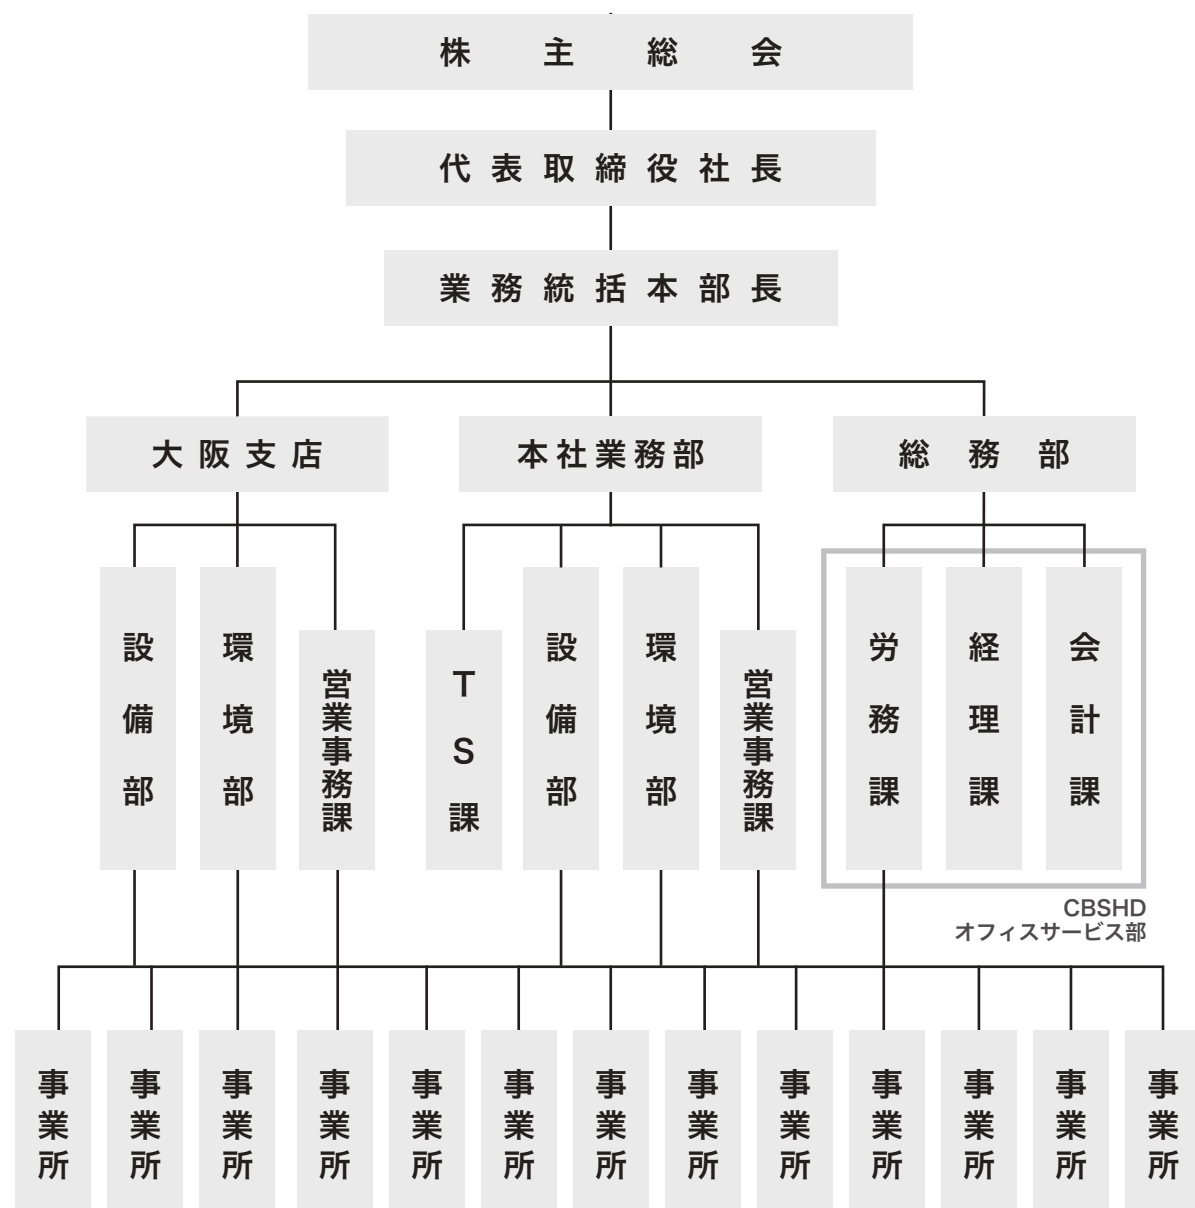 株主総会
代表取締役社長
業務統括本部長
大阪支店
本社業務部
総務部
設備部
環境部
営業事務課
TS課
設備部
環境部
営業事務課
労務課
経理課
会計課
CBSHD
オフィスサービス部
事業所
事業所
事業所
事業所
事業所
事業所
事業所
事業所
事業所
事業所
事業所
事業所
事業所